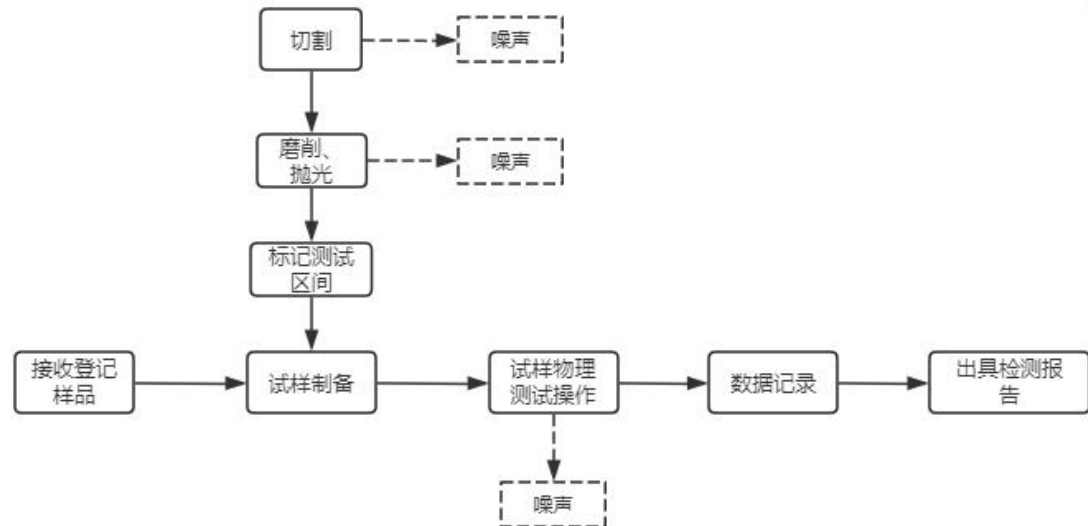 切割
噪声
磨削、
抛光
噪声
标记测试
区间
接收登记
样品
试样制备
试样物理
测试操作
数据记录
出具检测报
告
噪声